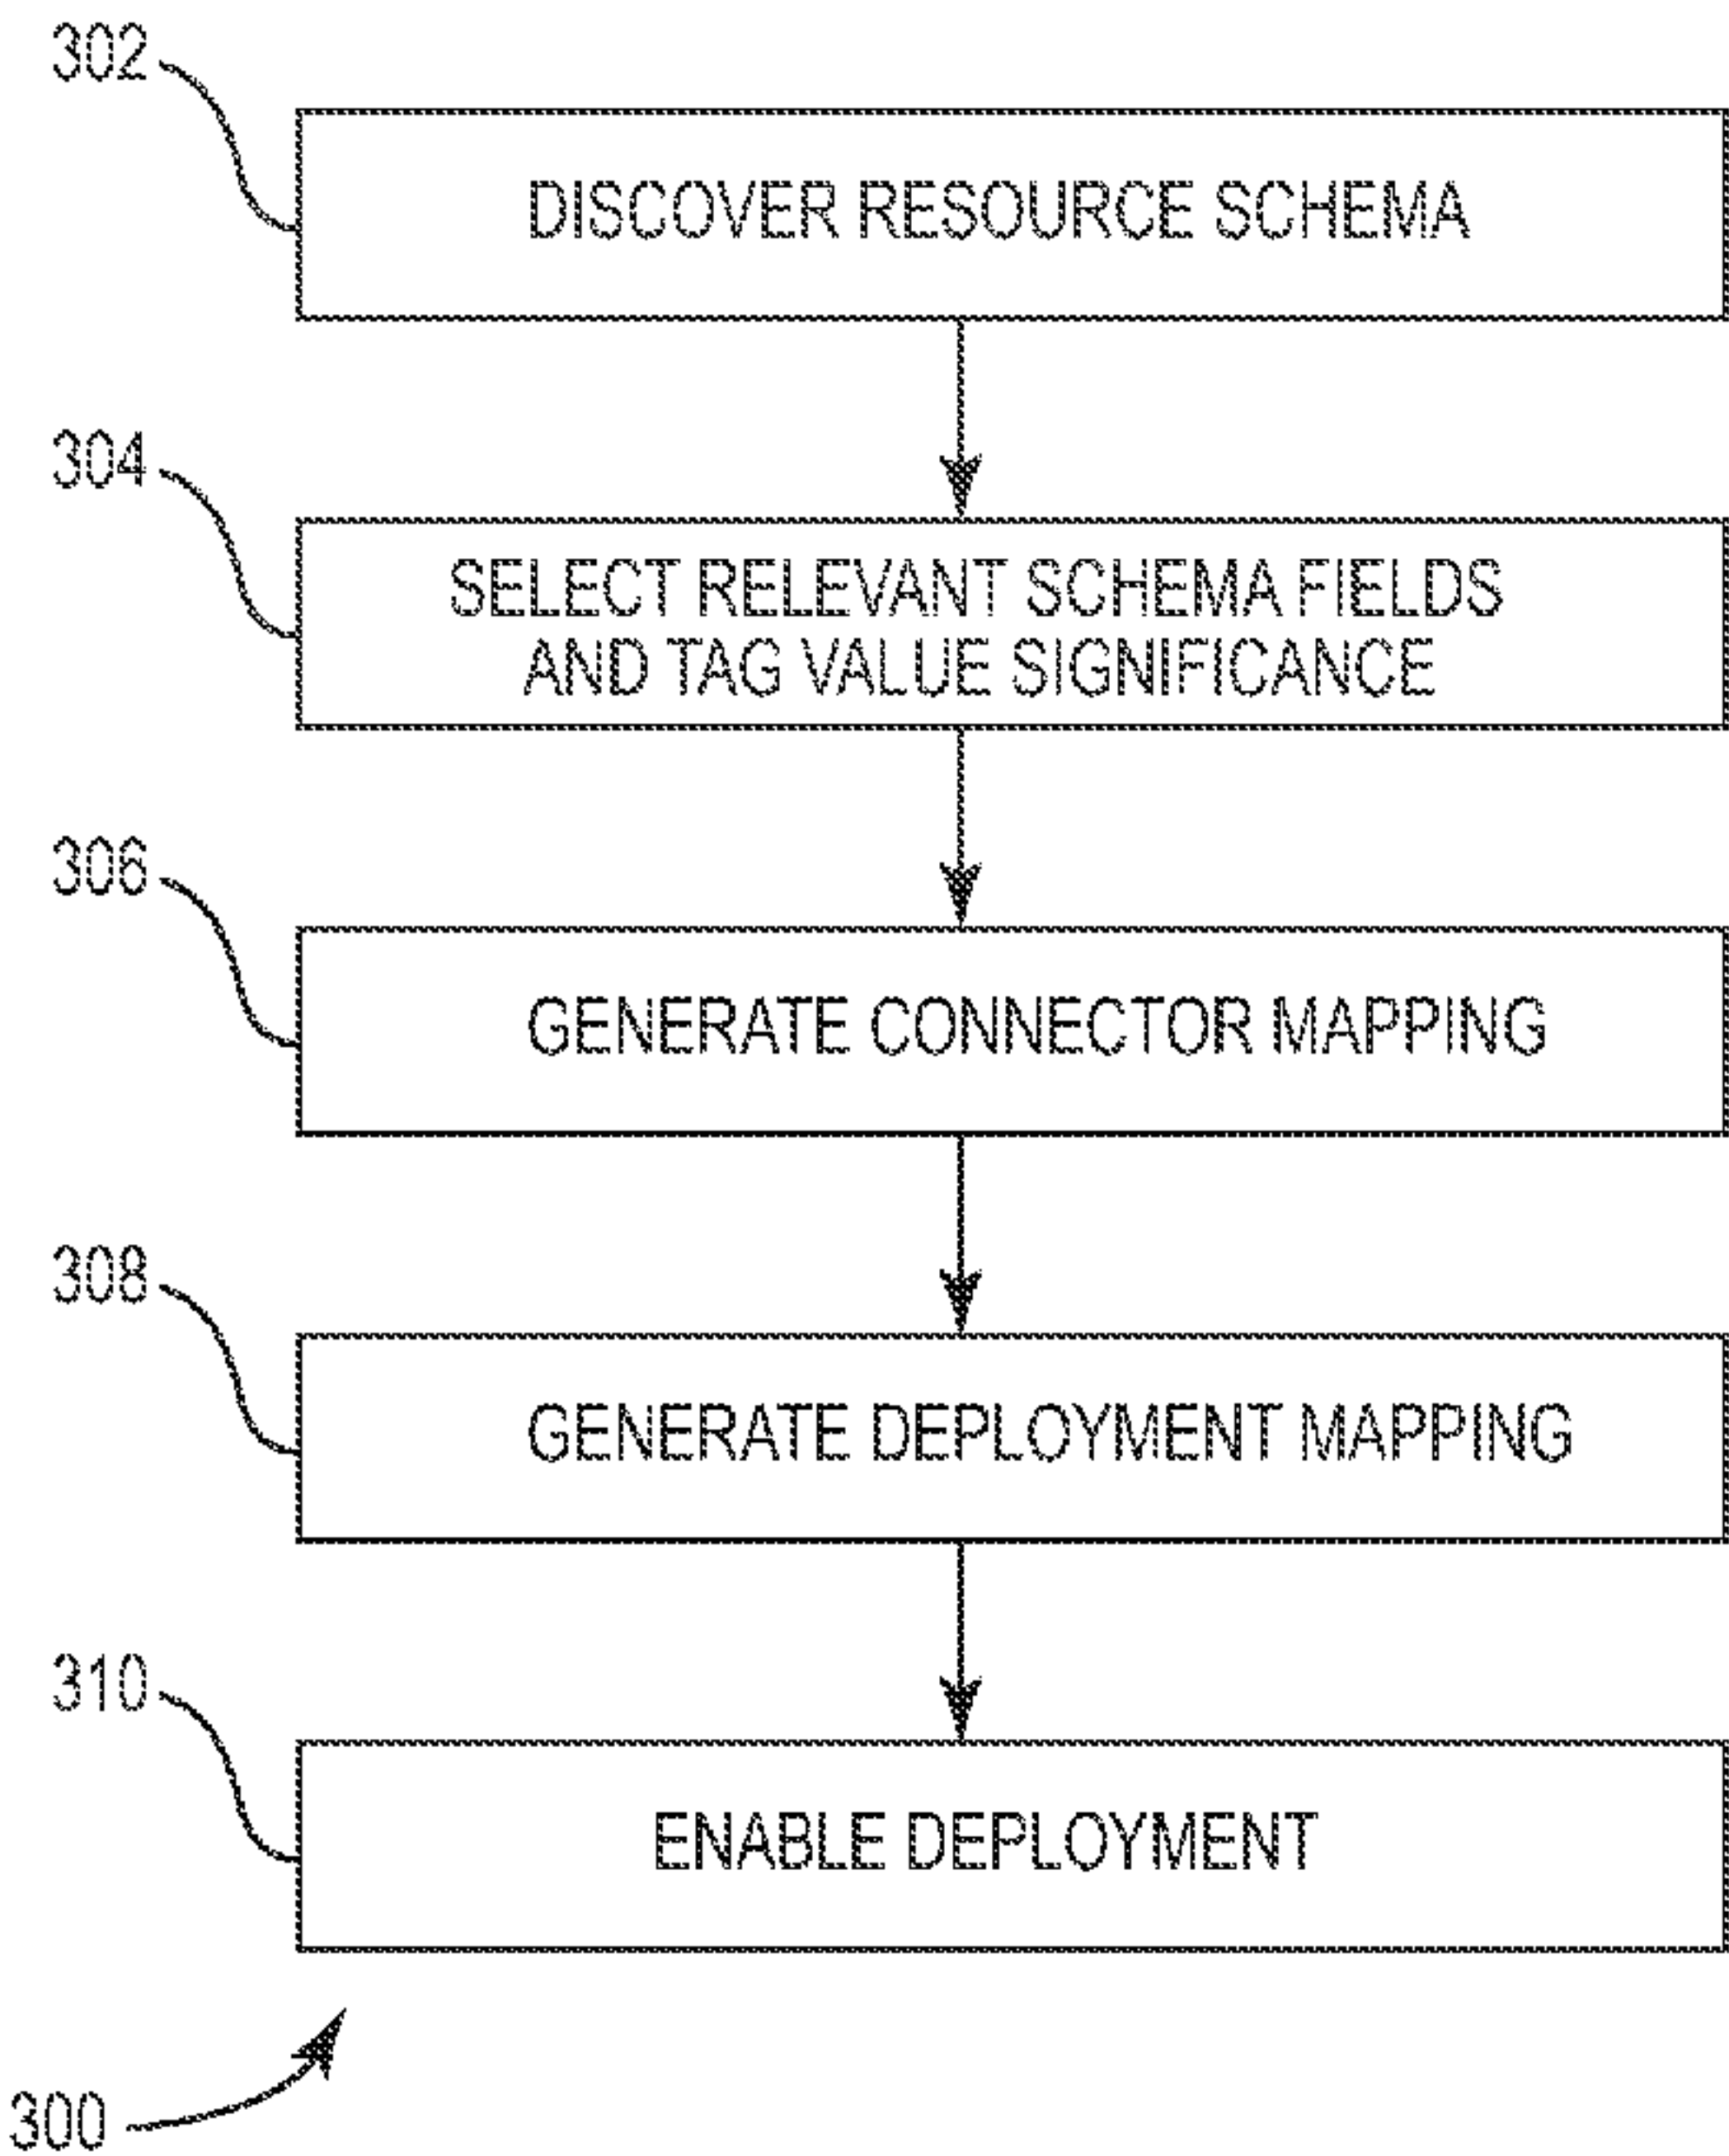 302
DISCOVER RESOURCE SCHEMA
304
SELECT RELEVANT SCHEMA FIELDS
AND TAG VALUE SIGNIFICANCE
306
GENERATE CONNECTOR MAPPING
308
GENERATE DEPLOYMENT MAPPING
310
ENABLE DEPLOYMENT
300